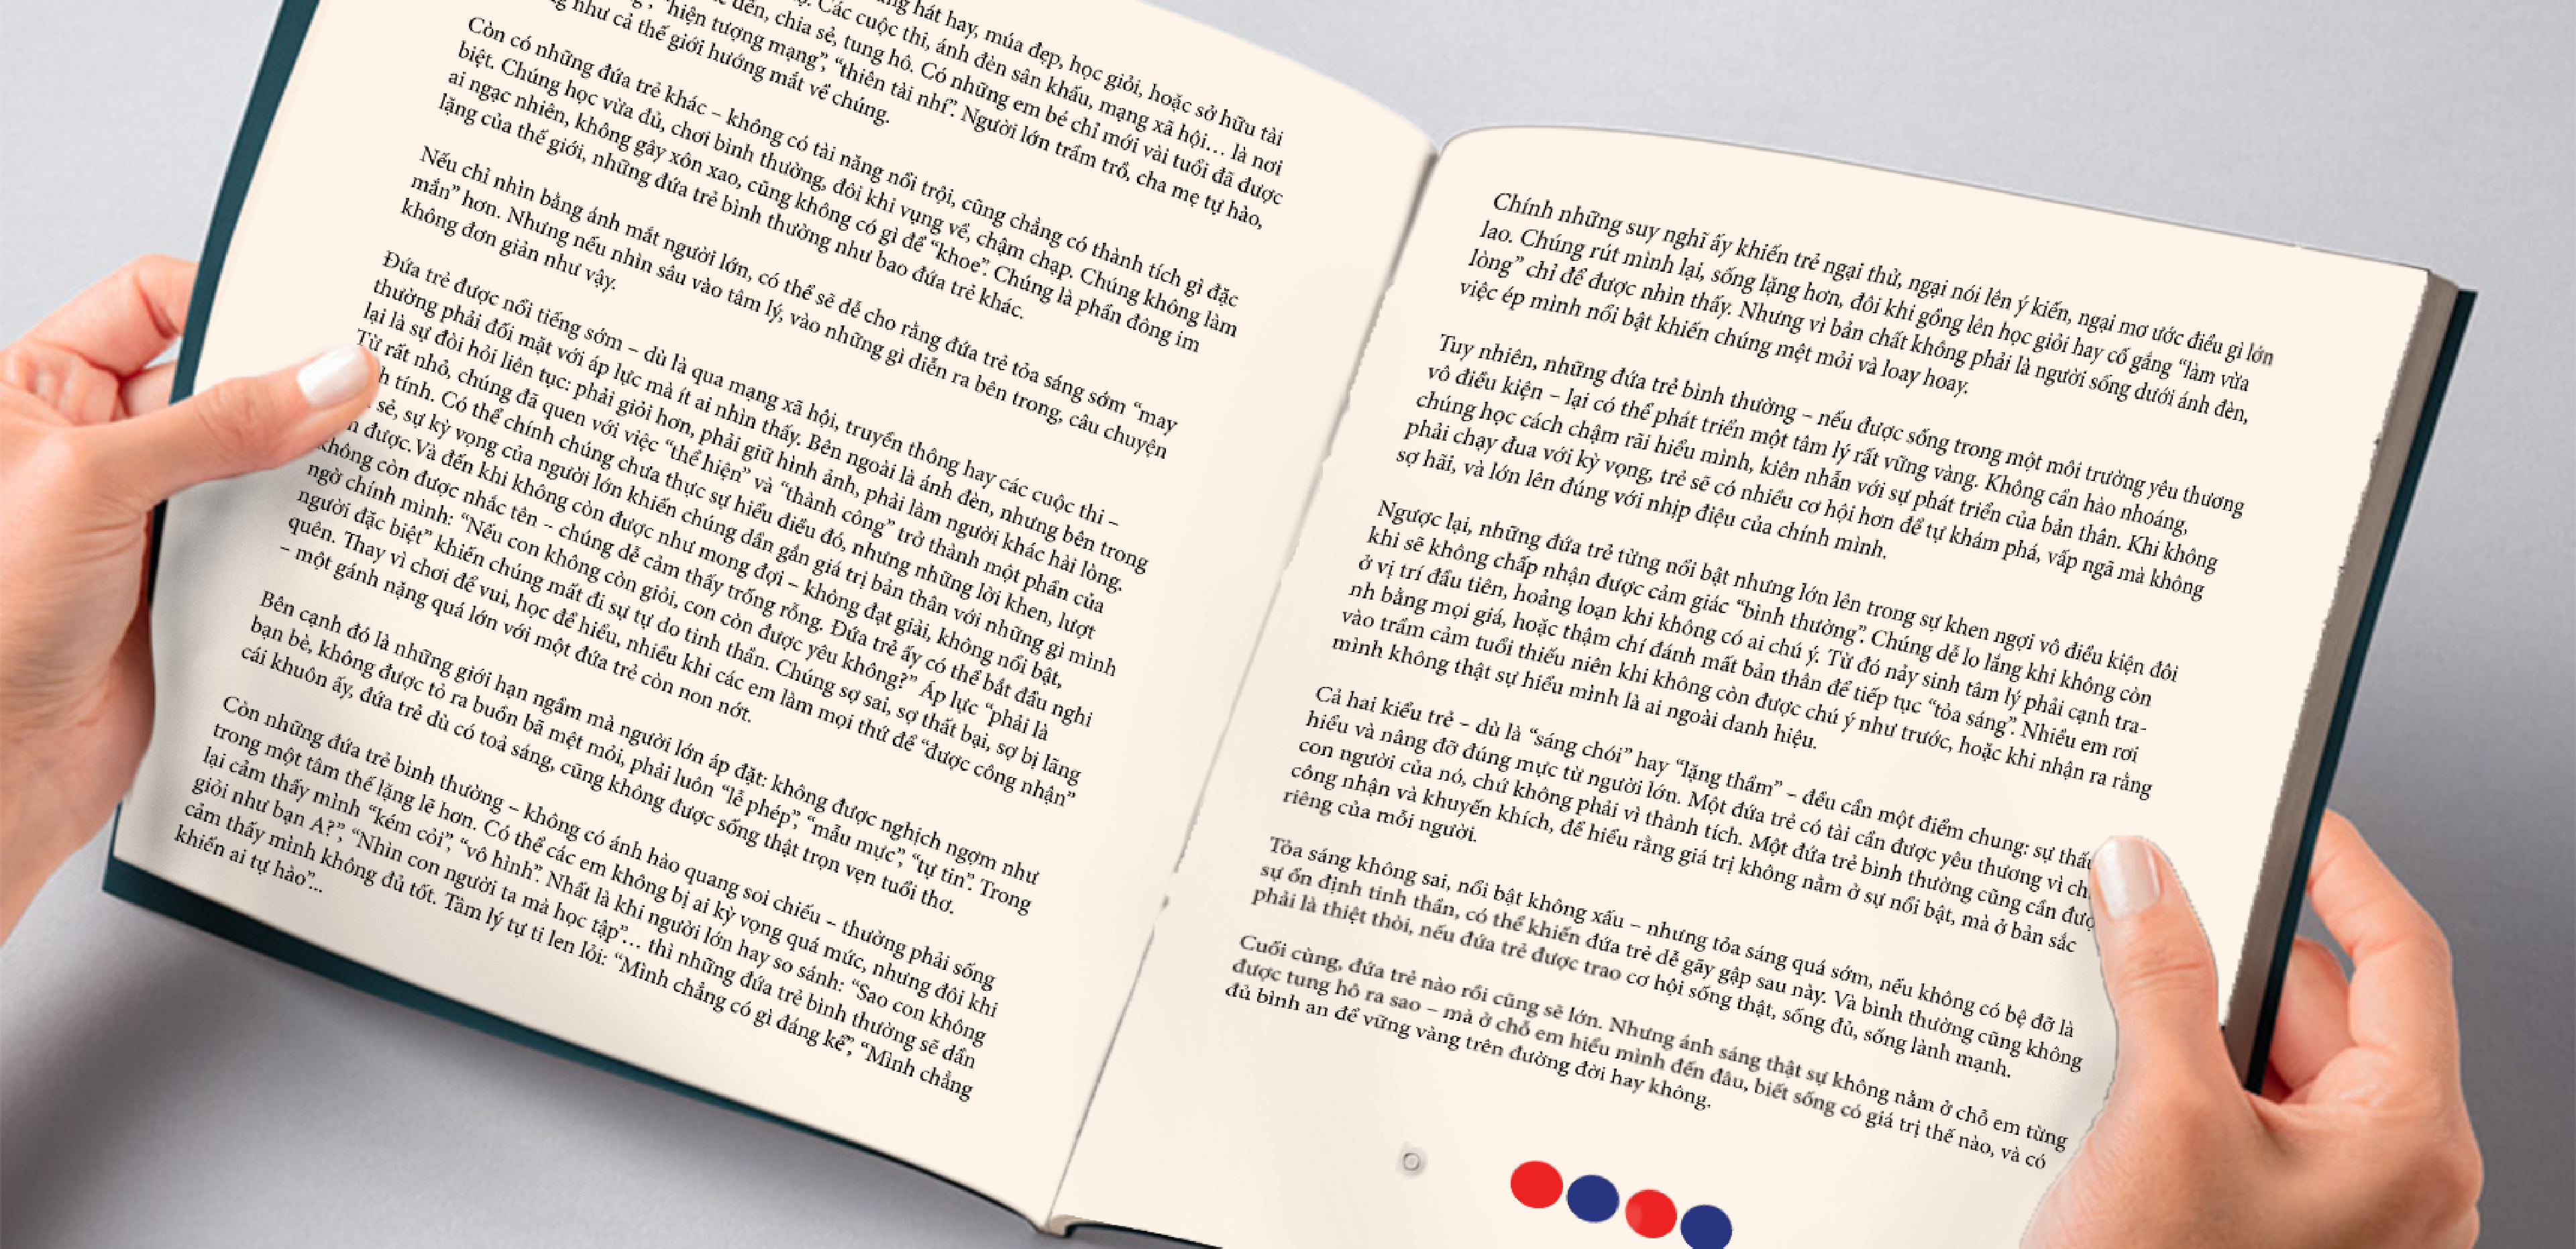 hát hay, múa đẹp, học giỏi, hoặc sở hữu tài
Các cuộc thi, ánh đèn sân khấu, mạng xã hội… là nơi
đến, chia sẻ, tung hô. Có những em bé chỉ mới vài tuổi đã được
“hiện tượng mạng”, “thiên tài nhí”. Người lớn trầm trồ, cha mẹ tự hào,
như cả thế giới hướng mắt về chúng.
Còn có những đứa trẻ khác – không có tài năng nổi trội, cũng chẳng có thành tích gì đặc
biệt. Chúng học vừa đủ, chơi bình thường, đôi khi vụng về, chậm chạp. Chúng không làm
ai ngạc nhiên, không gây xôn xao, cũng không có gì để “khoe”. Chúng là phần đông im
lặng của thế giới, những đứa trẻ bình thường như bao đứa trẻ khác.
Nếu chỉ nhìn bằng ánh mắt người lớn, có thể sẽ dễ cho rằng đứa trẻ tỏa sáng sớm “may
mắn” hơn. Nhưng nếu nhìn sâu vào tâm lý, vào những gì diễn ra bên trong, câu chuyện
không đơn giản như vậy.
Đứa trẻ được nổi tiếng sớm – dù là qua mạng xã hội, truyền thông hay các cuộc thi –
thường phải đối mặt với áp lực mà ít ai nhìn thấy. Bên ngoài là ánh đèn, nhưng bên trong
lại là sự đòi hỏi liên tục: phải giỏi hơn, phải giữ hình ảnh, phải làm người khác hài lòng.
Từ rất nhỏ, chúng đã quen với việc “thể hiện” và “thành công” trở thành một phần của
tính. Có thể chính chúng chưa thực sự hiểu điều đó, nhưng những lời khen, lượt
sẻ, sự kỳ vọng của người lớn khiến chúng dần gắn giá trị bản thân với những gì mình
được. Và đến khi không còn được như mong đợi – không đạt giải, không nổi bật,
không còn được nhắc tên – chúng dễ cảm thấy trống rỗng. Đứa trẻ ấy có thể bắt đầu nghi
ngờ chính mình: “Nếu con không còn giỏi, con còn được yêu không?” Áp lực “phải là
người đặc biệt” khiến chúng mất đi sự tự do tinh thần. Chúng sợ sai, sợ thất bại, sợ bị lãng
quên. Thay vì chơi để vui, học để hiểu, nhiều khi các em làm mọi thứ để “được công nhận”
– một gánh nặng quá lớn với một đứa trẻ còn non nớt.
Bên cạnh đó là những giới hạn ngầm mà người lớn áp đặt: không được nghịch ngợm như
bạn bè, không được tỏ ra buồn bã mệt mỏi, phải luôn “lễ phép”, “mẫu mực”, “tự tin”. Trong
cái khuôn ấy, đứa trẻ dù có toả sáng, cũng không được sống thật trọn vẹn tuổi thơ.
Còn những đứa trẻ bình thường – không có ánh hào quang soi chiếu – thường phải sống
trong một tâm thế lặng lẽ hơn. Có thể các em không bị ai kỳ vọng quá mức, nhưng đôi khi
lại cảm thấy mình “kém cỏi”, “vô hình”. Nhất là khi người lớn hay so sánh: “Sao con không
giỏi như bạn A?”, “Nhìn con người ta mà học tập”… thì những đứa trẻ bình thường sẽ dần
cảm thấy mình không đủ tốt. Tâm lý tự ti len lỏi: “Mình chẳng có gì đáng kể”, “Mình chẳng
khiến ai tự hào”…
Chính những suy nghĩ ấy khiến trẻ ngại thử, ngại nói lên ý kiến, ngại mơ ước điều gì lớn
lao. Chúng rút mình lại, sống lặng hơn, đôi khi gồng lên học giỏi hay cố gắng “làm vừa
lòng” chỉ để được nhìn thấy. Nhưng vì bản chất không phải là người sống dưới ánh đèn,
việc ép mình nổi bật khiến chúng mệt mỏi và loay hoay.
Tuy nhiên, những đứa trẻ bình thường – nếu được sống trong một môi trường yêu thương
vô điều kiện – lại có thể phát triển một tâm lý rất vững vàng. Không cần hào nhoáng,
chúng học cách chậm rãi hiểu mình, kiên nhẫn với sự phát triển của bản thân. Khi không
phải chạy đua với kỳ vọng, trẻ sẽ có nhiều cơ hội hơn để tự khám phá, vấp ngã mà không
sợ hãi, và lớn lên đúng với nhịp điệu của chính mình.
Ngược lại, những đứa trẻ từng nổi bật nhưng lớn lên trong sự khen ngợi vô điều kiện đôi
khi sẽ không chấp nhận được cảm giác “bình thường”. Chúng dễ lo lắng khi không còn
ở vị trí đầu tiên, hoảng loạn khi không có ai chú ý. Từ đó nảy sinh tâm lý phải cạnh tra-
nh bằng mọi giá, hoặc thậm chí đánh mất bản thân để tiếp tục “tỏa sáng”. Nhiều em rơi
vào trầm cảm tuổi thiếu niên khi không còn được chú ý như trước, hoặc khi nhận ra rằng
mình không thật sự hiểu mình là ai ngoài danh hiệu.
Cả hai kiểu trẻ – dù là “sáng chói” hay “lặng thầm” – đều cần một điểm chung: sự thấu
hiểu và nâng đỡ đúng mực từ người lớn. Một đứa trẻ có tài cần được yêu thương vì
con người của nó, chứ không phải vì thành tích. Một đứa trẻ bình thường cũng cần được
công nhận và khuyến khích, để hiểu rằng giá trị không nằm ở sự nổi bật, mà ở bản sắc
riêng của mỗi người.
Tỏa sáng không sai, nổi bật không xấu – nhưng tỏa sáng quá sớm, nếu không có bệ đỡ là
sự ổn định tinh thần, có thể khiến đứa trẻ dễ gãy gập sau này. Và bình thường cũng không
phải là thiệt thòi, nếu đứa trẻ được trao cơ hội sống thật, sống đủ, sống lành mạnh.
Cuối cùng, đứa trẻ nào rồi cũng sẽ lớn. Nhưng ánh sáng thật sự không nằm ở chỗ em từng
được tung hô ra sao – mà ở chỗ em hiểu mình đến đâu, biết sống có giá trị thế nào, và có
đủ bình an để vững vàng trên đường đời hay không.